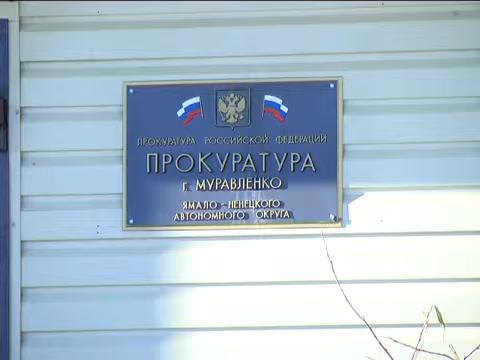 ПРОКУРАТУРА РОССИЙСКОЙ ФЕДЕРАЦИИ
ПРОКУРАТУРА
г. МУРАВЛЕНКО
ЯМАЛО-НЕНЕЦКОГО
АВТОНОМНОГО ОКРУГА